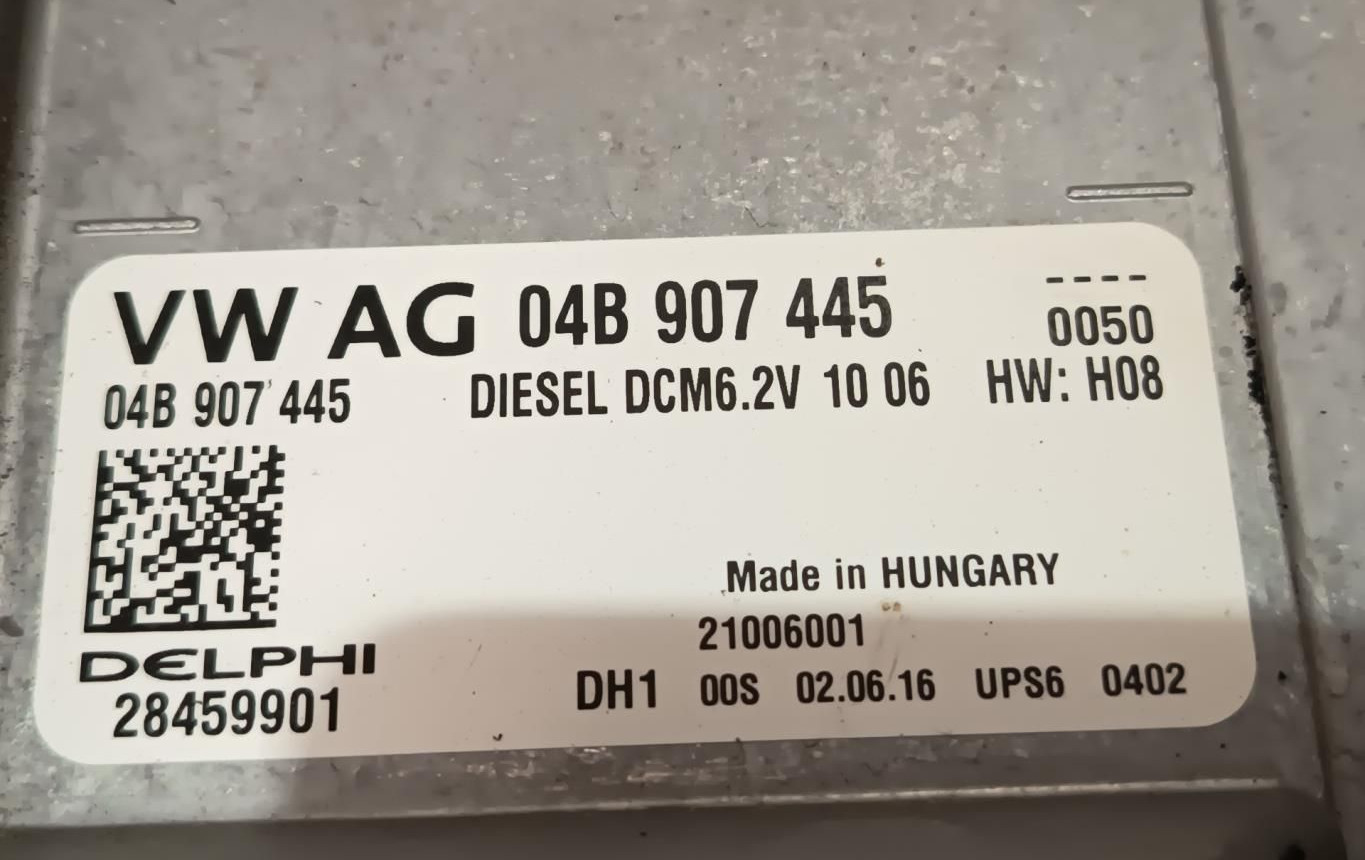 VW AG 04B 907 445
----
0050
04B 907 445 DIESEL DCM6.2V 10 06 HW: H08
Made in HUNGARY
21006001
DELPHI
28459901
DH1 00S 02.06.16 UPS6 0402